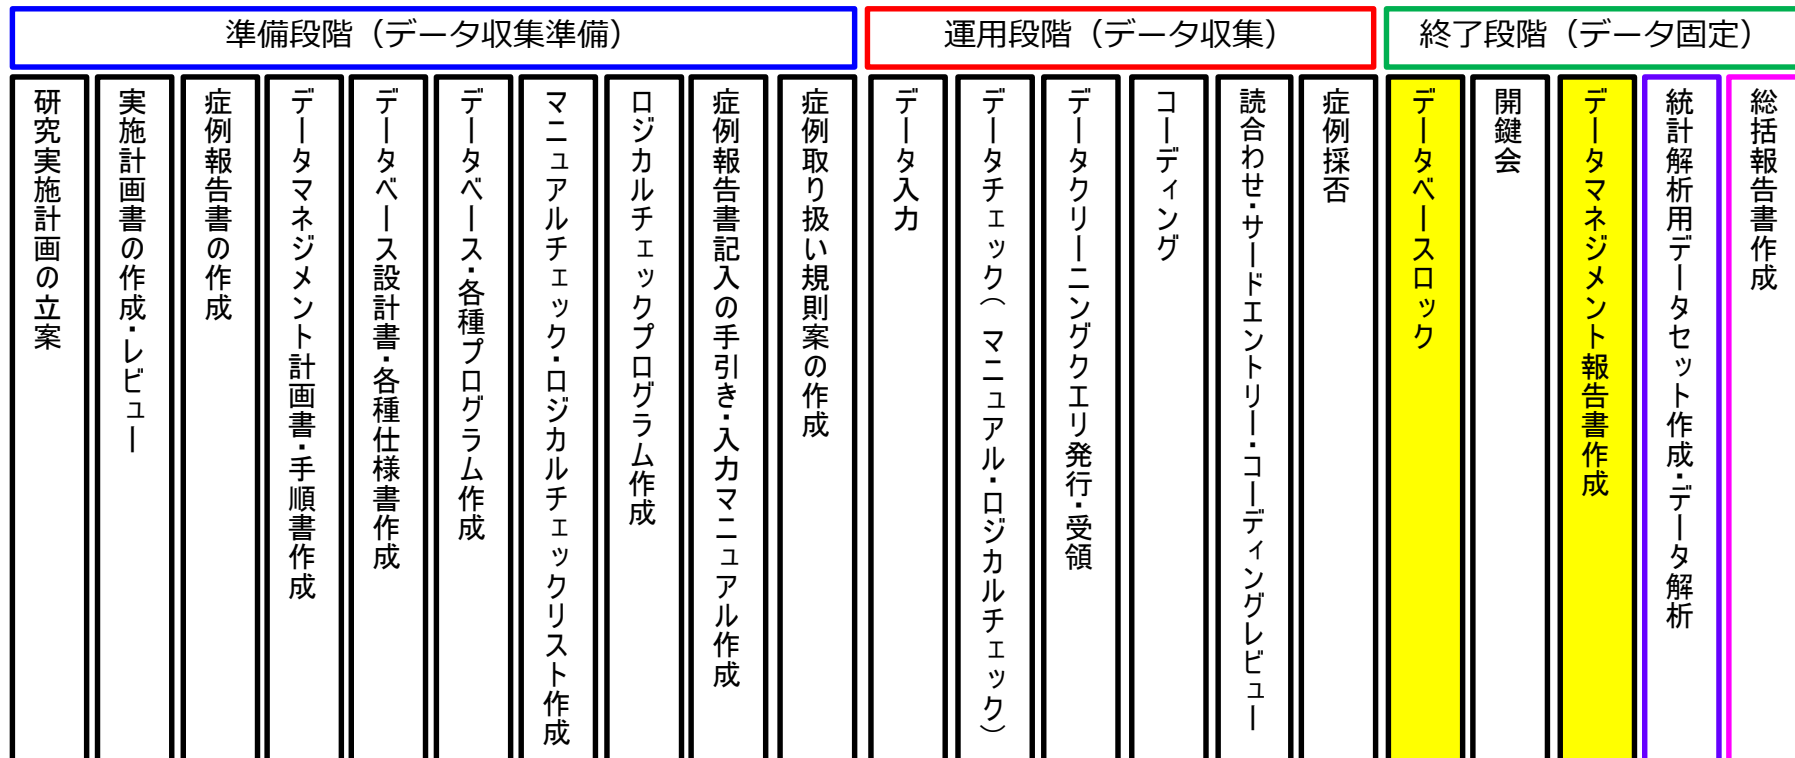 準備段階（データ収集準備）
運用段階（データ収集）
終了段階（データ固定）
研究実施計画の立案
実施計画書の作成・レビュー
症例報告書の作成
データマネジメント計画書・手順書作成
データベース設計書・各種仕様書作成
データベース・各種プログラム作成
マニュアルチェック・ロジカルチェックリスト作成
ロジカルチェックプログラム作成
症例報告書記入の手引き・入力マニュアル作成
症例取り扱い規則案の作成
データ入力
データチェック（マニュアル・ロジカルチェック）
データクリーニングクエリ発行・受領
コーディング
読合わせ・サードエントリー・コーディングレビュー
症例採否
データベースロック
開鍵会
データマネジメント報告書作成
統計解析用データセット作成・データ解析
総括報告書作成